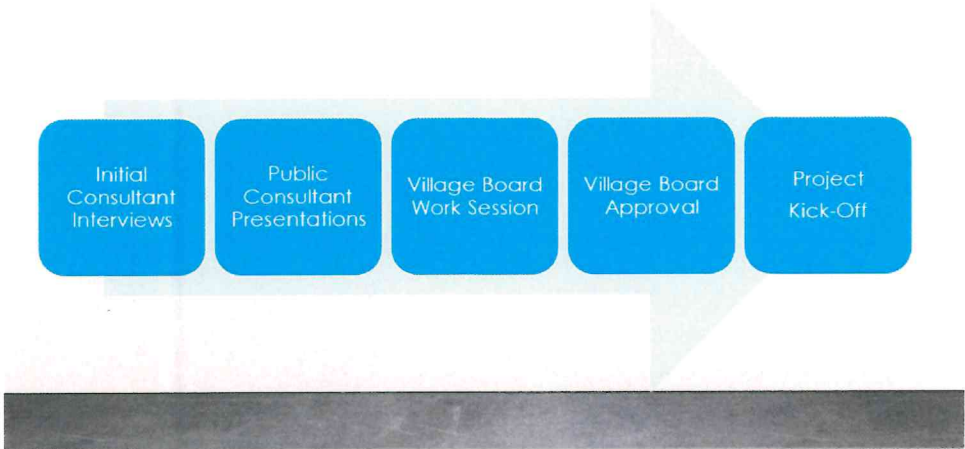 Initial
Consultant
Interviews
Public
Consultant
Presentations
Village Board
Work Session
Village Board
Approval
Project
Kick-Off